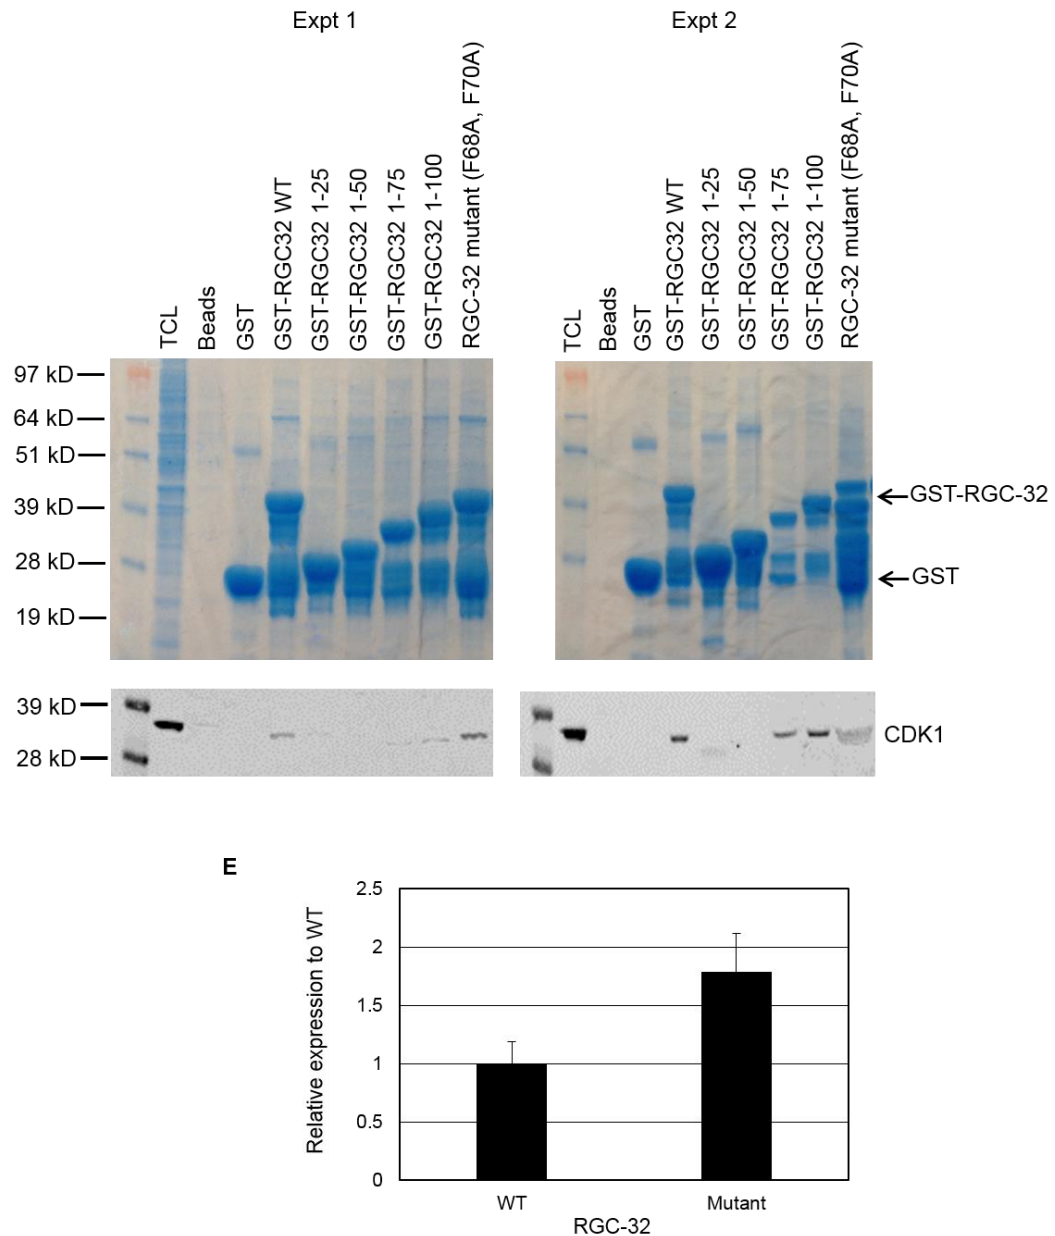 Expt 1
Expt 2
TCL
Beads
GST
GST-RGC32 WT
GST-RGC32 1-25
GST-RGC32 1-50
GST-RGC32 1-75
GST-RGC32 1-100
RGC-32 mutant (F68A, F70A)
TCL
Beads
GST
GST-RGC32 WT
GST-RGC32 1-25
GST-RGC32 1-50
GST-RGC32 1-75
GST-RGC32 1-100
RGC-32 mutant (F68A, F70A)
97 kD
64 kD
51 kD
39 kD
28 kD
19 kD
GST-RGC-32
GST
39 kD
28 kD
CDK1
E
Relative expression to WT
2.5
2
1.5
1
0.5
0
WT
Mutant
RGC-32